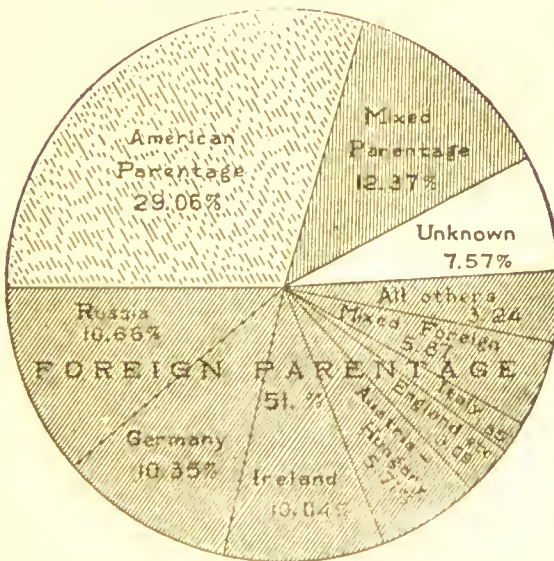 American
Parentage
29.06%
Mixed
Parentage
12.37%
Unknown
7.57%
All others
3.24
Mixed Foreign
5.87
Russia
10.66%
FOREIGN PARENTAGE
51. %
Italy
England etc
Austria-
Hungary
Germany
10.35%
Ireland
10.04%